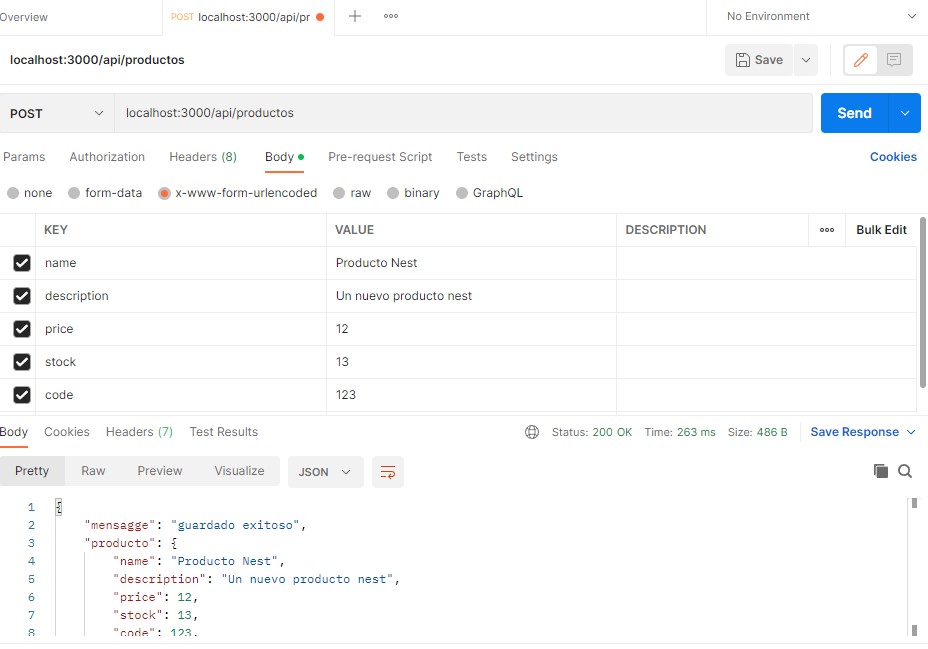 Overview
POST localhost:3000/api/pr
No Environment
localhost:3000/api/productos
Save
POST localhost:3000/api/productos Send
Params Authorization Headers (8) Body Pre-request Script Tests Settings Cookies
none form-data x-www-form-urlencoded raw binary GraphQL
KEY VALUE DESCRIPTION Bulk Edit
name Producto Nest
description Un nuevo producto nest
price 12
stock 13
code 123
Body Cookies Headers (7) Test Results Status: 200 OK Time: 263 ms Size: 486 B Save Response
Pretty Raw Preview Visualize JSON
1 {
2 "mensagge": "guardado exitoso",
3 "producto": {
4 "name": "Producto Nest",
5 "description": "Un nuevo producto nest",
6 "price": 12,
7 "stock": 13,
8 "code": 123,